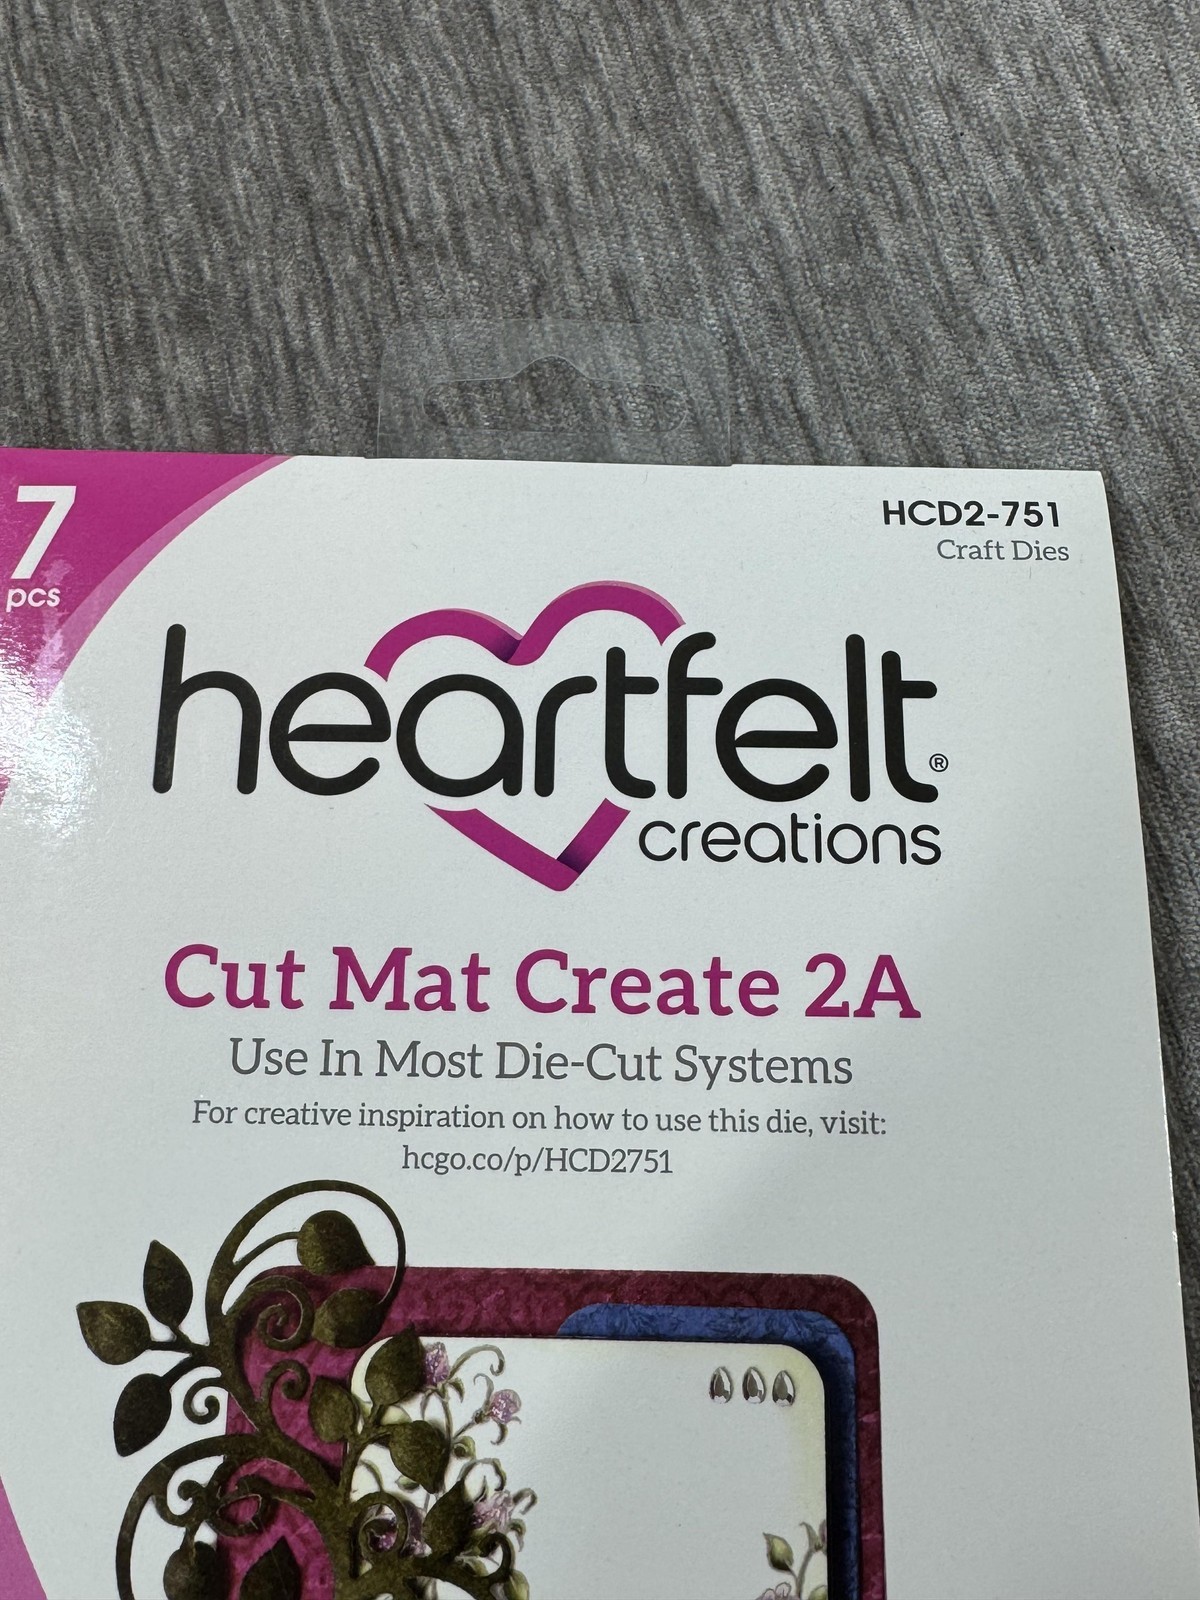 7
pcs
HCD2-751
Craft Dies
heartfelt®
creations
Cut Mat Create 2A
Use In Most Die-Cut Systems
For creative inspiration on how to use this die, visit:
hcgo.co/p/HCD2751